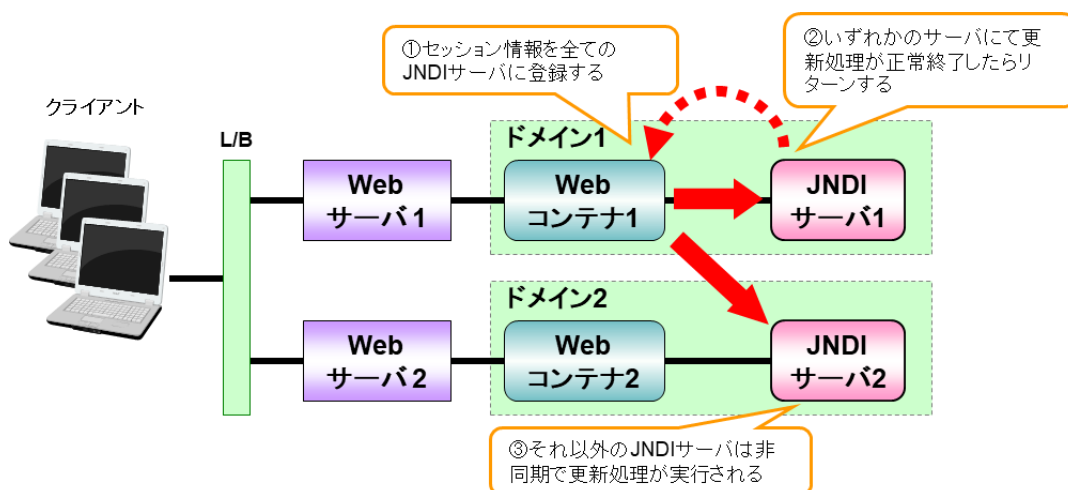 ①セッション情報を全ての
JNDIサーバに登録する
②いずれかのサーバにて更
新処理が正常終了したらリ
ターンする
クライアント
L/B
ドメイン1
Web
サーバ1
Web
コンテナ1
JNDI
サーバ1
ドメイン2
Web
サーバ2
Web
コンテナ2
JNDI
サーバ2
③それ以外のJNDIサーバは非
同期で更新処理が実行される